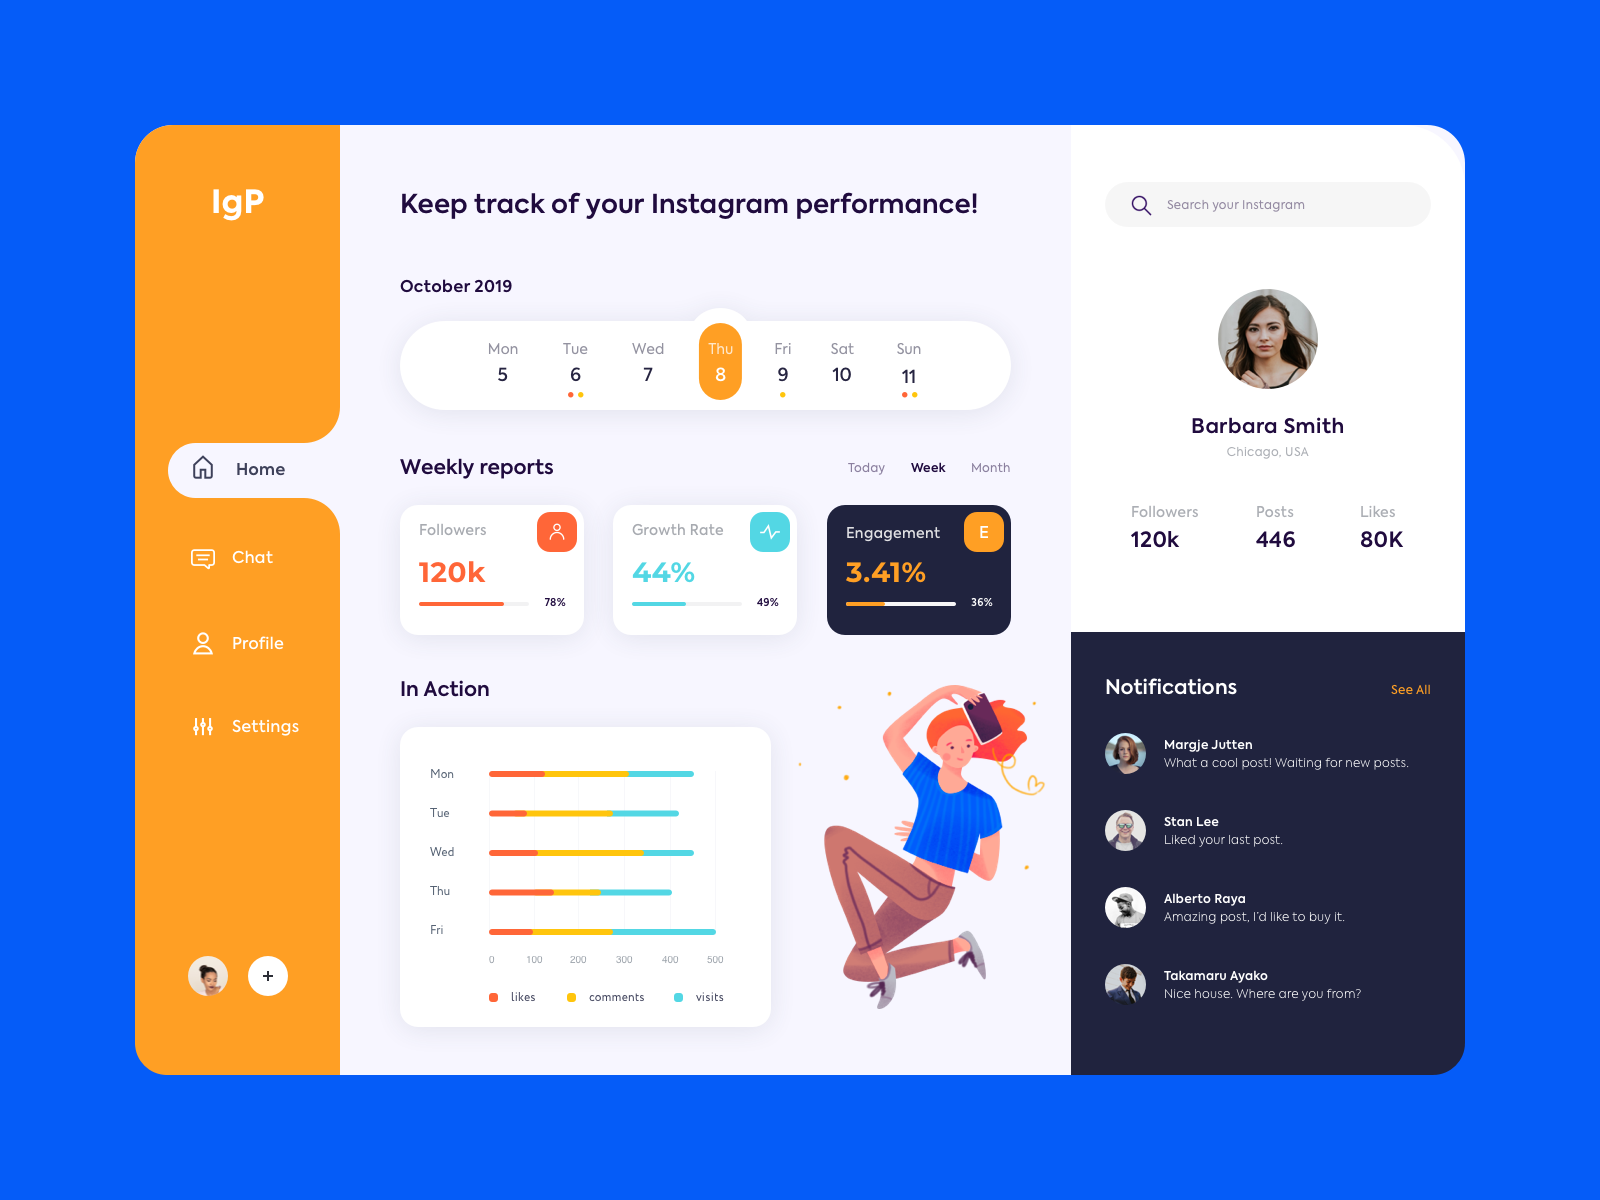 IgP
Home
Chat
Profile
Settings
+
Keep track of your Instagram performance!
October 2019
Mon Tue Wed Thu Fri Sat Sun
5 6 7 8 9 10 11
Weekly reports
Today Week Month
Followers
120k
78%
Growth Rate
44%
49%
Engagement E
3.41%
36%
In Action
Mon
Tue
Wed
Thu
Fri
0 100 200 300 400 500
likes comments visits
Search your Instagram
Barbara Smith
Chicago, USA
Followers Posts Likes
120k 446 80K
Notifications See All
Margje Jutten
What a cool post! Waiting for new posts.
Stan Lee
Liked your last post.
Alberto Raya
Amazing post, I'd like to buy it.
Takamaru Ayako
Nice house. Where are you from?